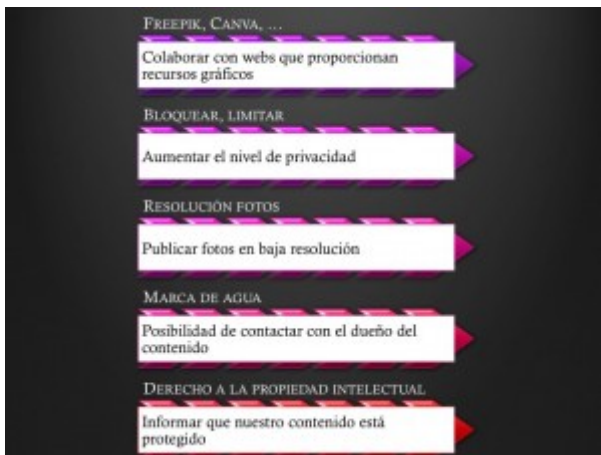 FREEPIK, CANVA, ...
Colaborar con webs que proporcionan
recursos gráficos
BLOQUEAR, LIMITAR
Aumentar el nivel de privacidad
RESOLUCIÓN FOTOS
Publicar fotos en baja resolución
MARCA DE AGUA
Posibilidad de contactar con el dueño del
contenido
DERECHO A LA PROPIEDAD INTELECTUAL
Informar que nuestro contenido está
protegido